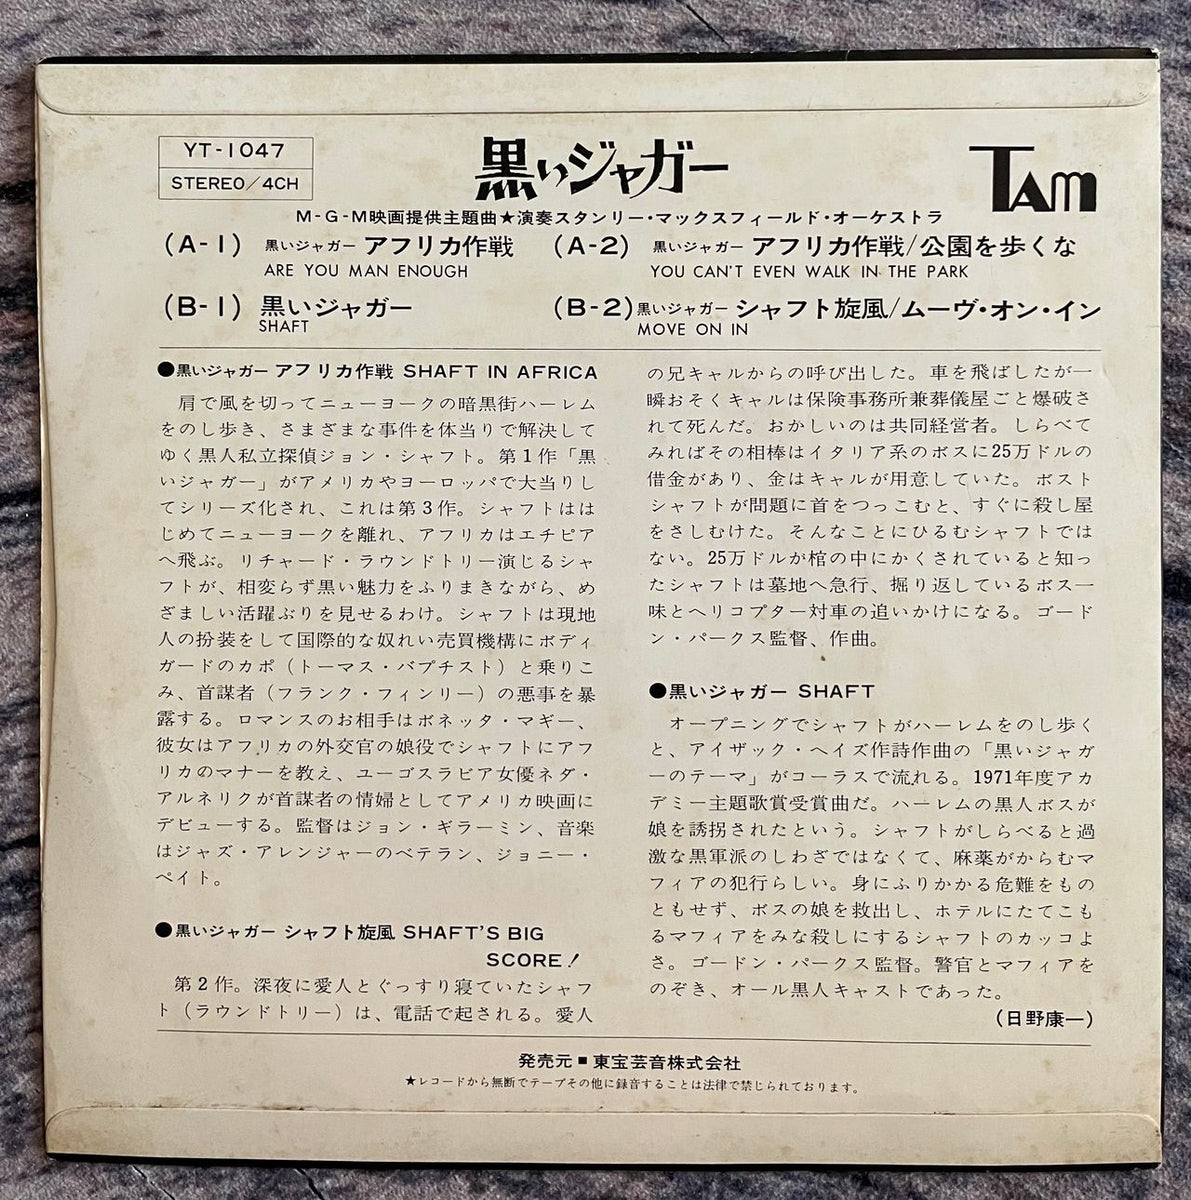 YT-1047
STEREO/4CH
黒いジャガー
TAM
M-G-M映画提供主題曲★演奏スタンリー・マックスフィールド・オーケストラ
(A-1) 黒いジャガー アフリカ作戦
ARE YOU MAN ENOUGH
(A-2) 黒いジャガー アフリカ作戦/公園を歩くな
YOU CAN'T EVEN WALK IN THE PARK
(B-1) 黒いジャガー
SHAFT
(B-2) 黒いジャガー シャフト旋風/ムーヴ・オン・イン
MOVE ON IN
●黒いジャガー アフリカ作戦 SHAFT IN AFRICA
肩で風を切ってニューヨークの暗黒街ハーレム
をのし歩き、さまざまな事件を体当りで解決して
ゆく黒人私立探偵ジョン・シャフト。第1作「黒
いジャガー」がアメリカやヨーロッパで大当りし
てシリーズ化され、これは第3作。シャフトはは
じめてニューヨークを離れ、アフリカはエチピア
へ飛ぶ。リチャード・ラウンドトリー演じるシャ
フトが、相変らず黒い魅力をふりまきながら、め
ざましい活躍ぶりを見せるわけ。シャフトは現地
人の扮装をして国際的な奴れい売買機構にボディ
ガードのカポ（トーマス・バプチスト）と乗りこ
み、首謀者（フランク・フィンリー）の悪事を暴
露する。ロマンスのお相手はボネッタ・マギー、
彼女はアフリカの外交官の娘役でシャフトにアフ
リカのマナーを教え、ユーゴスラビア女優ネダ・
アルネリクが首謀者の情婦としてアメリカ映画に
デビューする。監督はジョン・ギラーミン、音楽
はジャズ・アレンジャーのベテラン、ジョニー・
ペイト。
●黒いジャガー シャフト旋風 SHAFT'S BIG
SCORE!
第2作。深夜に愛人とぐっすり寝ていたシャフ
ト（ラウンドトリー）は、電話で起される。愛人
の兄キャルからの呼び出した。車を飛ばしたが一
瞬おそくキャルは保険事務所兼葬儀屋ごと爆破さ
れて死んだ。おかしいのは共同経営者。しらべて
みればその相棒はイタリア系のボスに25万ドルの
借金があり、金はキャルが用意していた。ボスト
シャフトが問題に首をつっこむと、すぐに殺し屋
をさしむけた。そんなことにひるむシャフトでは
ない。25万ドルが棺の中にかくされていると知っ
たシャフトは墓地へ急行、掘り返しているボス一
味とヘリコプター対車の追いかけになる。ゴード
ン・パークス監督、作曲。
●黒いジャガー SHAFT
オープニングでシャフトがハーレムをのし歩く
と、アイザック・ヘイズ作詩作曲の「黒いジャガ
ーのテーマ」がコーラスで流れる。1971年度アカ
デミー主題歌賞受賞曲だ。ハーレムの黒人ボスが
娘を誘拐されたという。シャフトがしらべると過
激な黒軍派のしわざではなくて、麻薬がからむマ
フィアの犯行らしい。身にふりかかる危難をもの
ともせず、ボスの娘を救出し、ホテルにたてこも
るマフィアをみな殺しにするシャフトのカッコよ
さ。ゴードン・パークス監督。警官とマフィアを
のぞき、オール黒人キャストであった。
(日野康一)
発売元■東宝芸音株式会社
★レコードから無断でテープその他に録音することは法律で禁じられております。